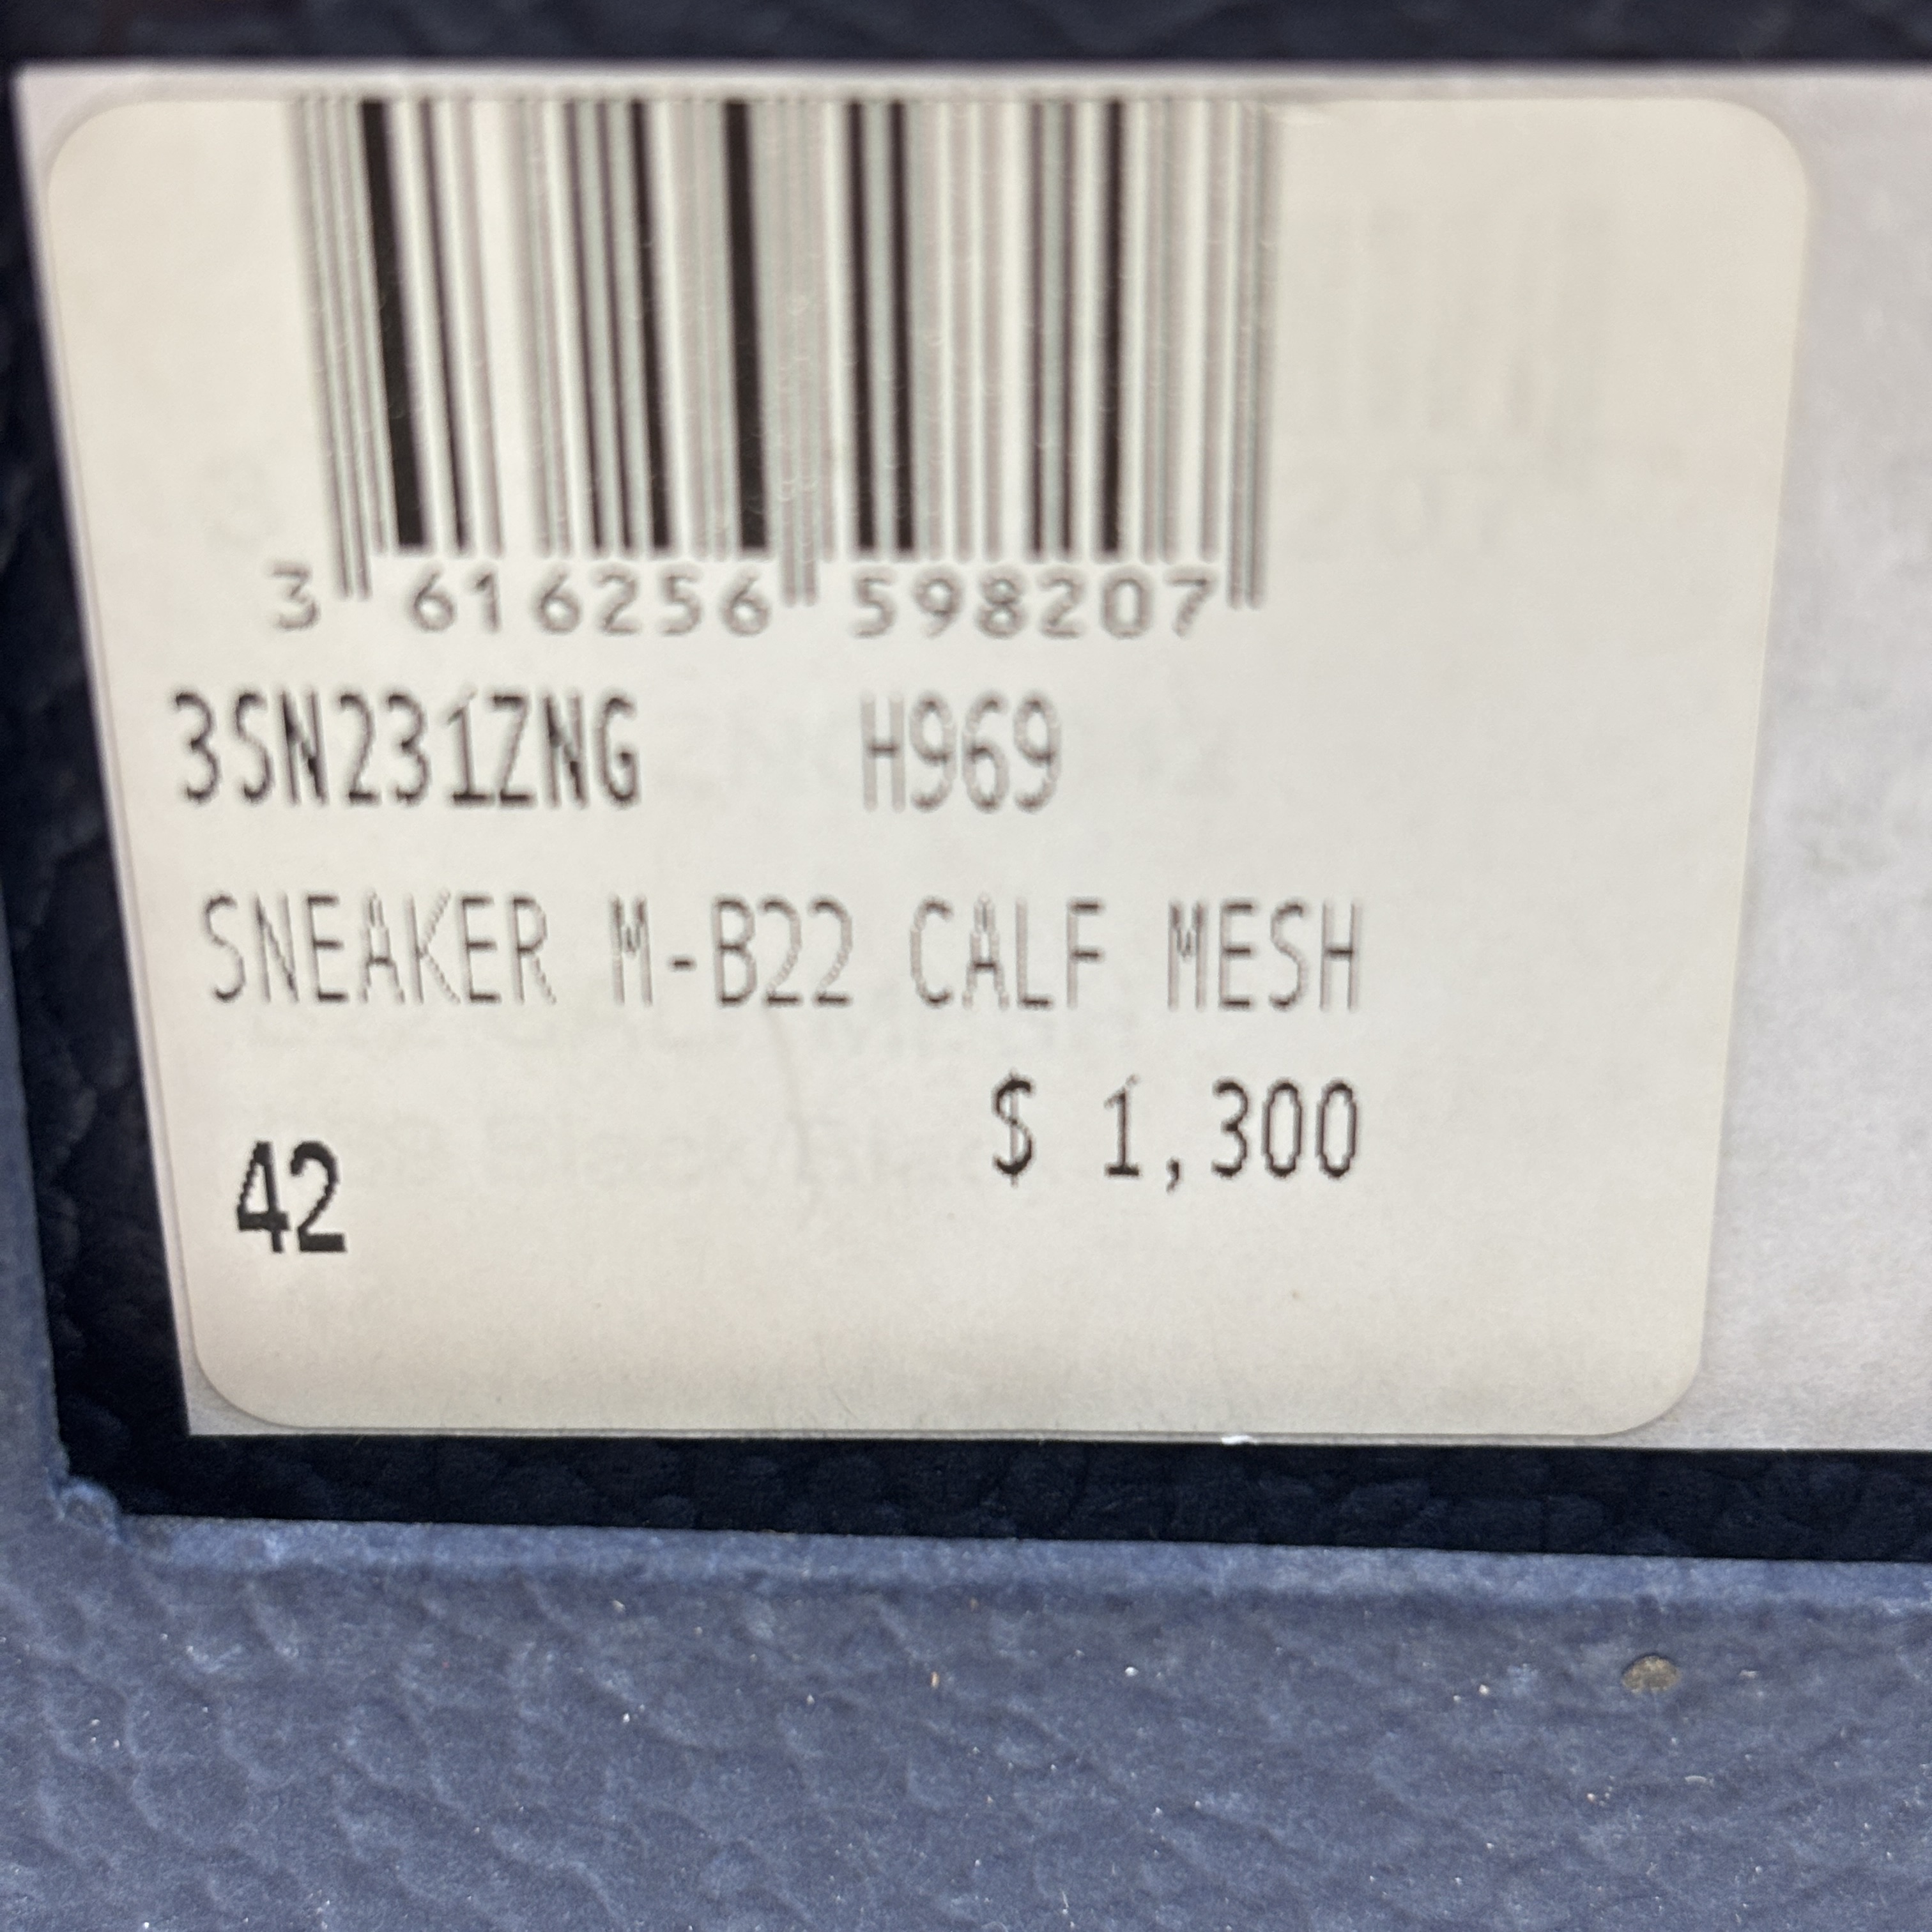 3 616256 598207
3SN231ZNG H969
SNEAKER M-B22 CALF MESH
$ 1,300
42